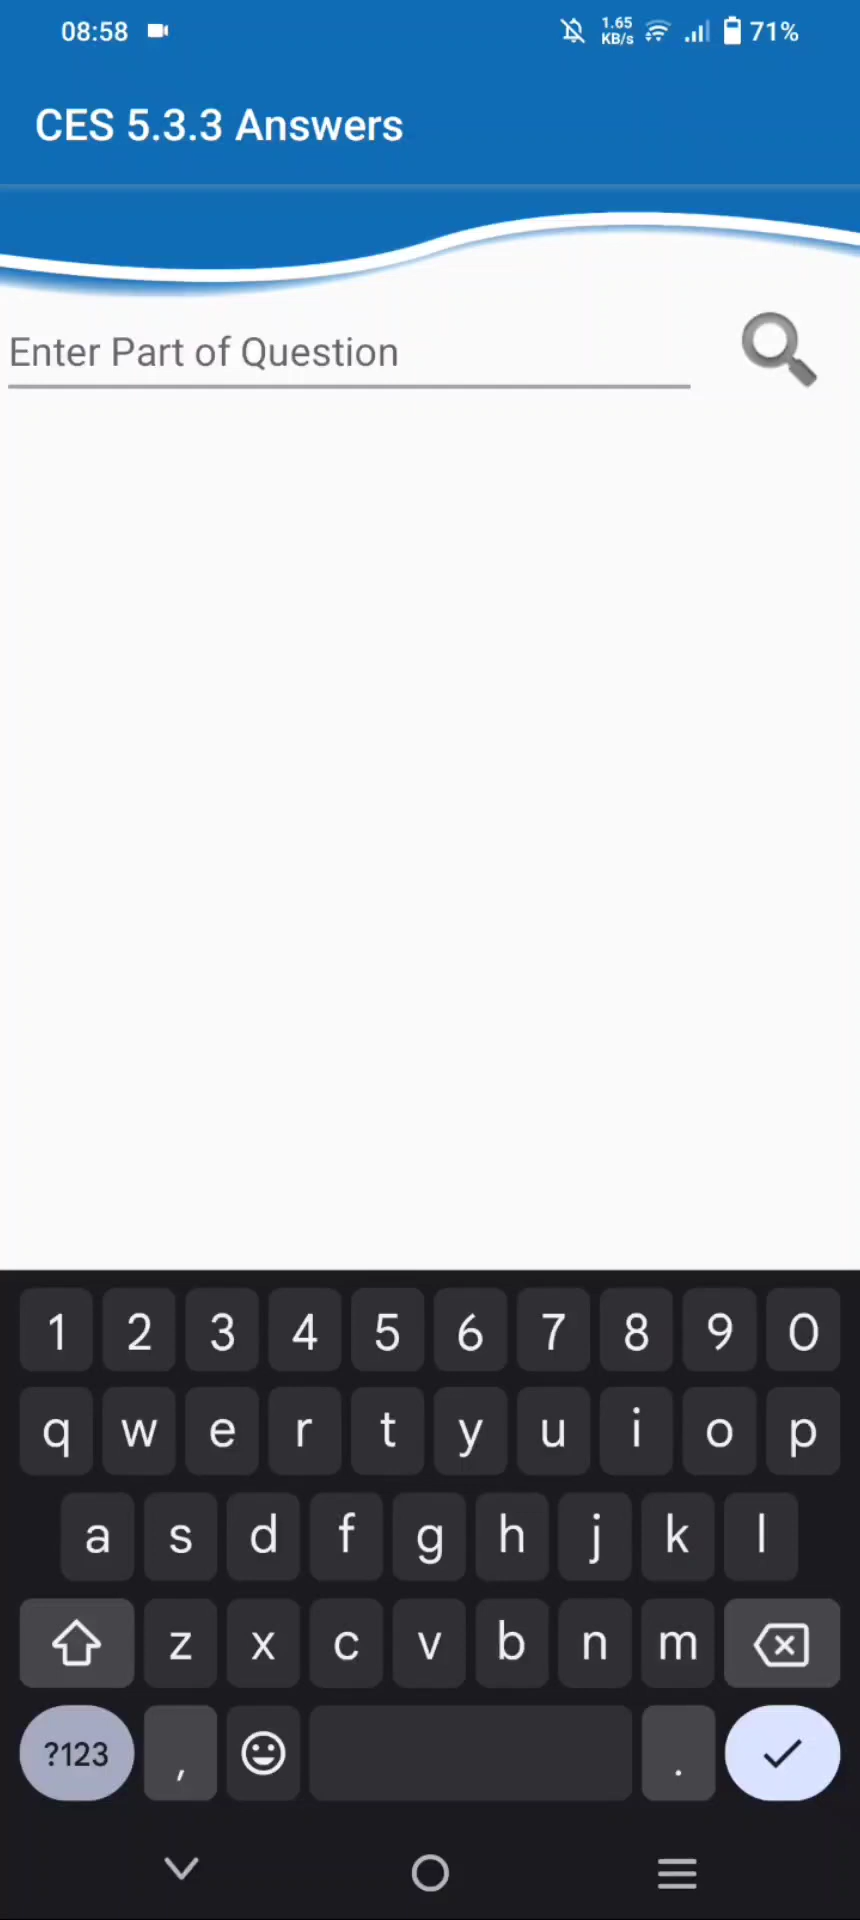 08:58
1.65
KB/s
71%
CES 5.3.3 Answers
Enter Part of Question
1 2 3 4 5 6 7 8 9 0
q w e r t y u i o p
a s d f g h j k l
z x c v b n m
?123 , .